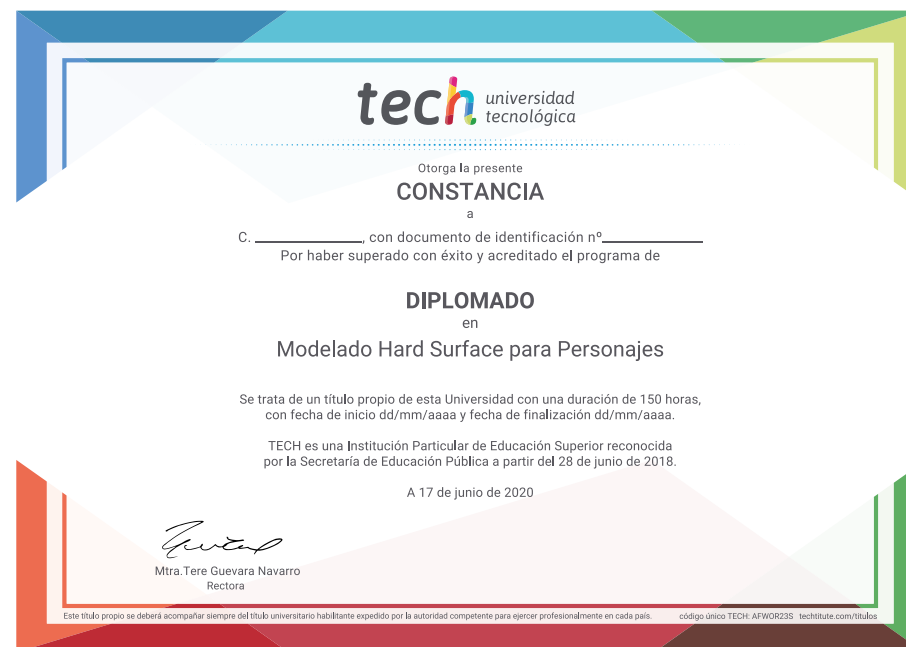 tech universidad
tecnológica
Otorga la presente
CONSTANCIA
a
C. ____________, con documento de identificación nº____________
Por haber superado con éxito y acreditado el programa de
DIPLOMADO
en
Modelado Hard Surface para Personajes
Se trata de un título propio de esta Universidad con una duración de 150 horas,
con fecha de inicio dd/mm/aaaa y fecha de finalización dd/mm/aaaa.
TECH es una Institución Particular de Educación Superior reconocida
por la Secretaría de Educación Pública a partir del 28 de junio de 2018.
A 17 de junio de 2020
Mtra.Tere Guevara Navarro
Rectora
Este título propio se deberá acompañar siempre del título universitario habilitante expedido por la autoridad competente para ejercer profesionalmente en cada país. código único TECH: AFWOR23S techtitute.com/titulos